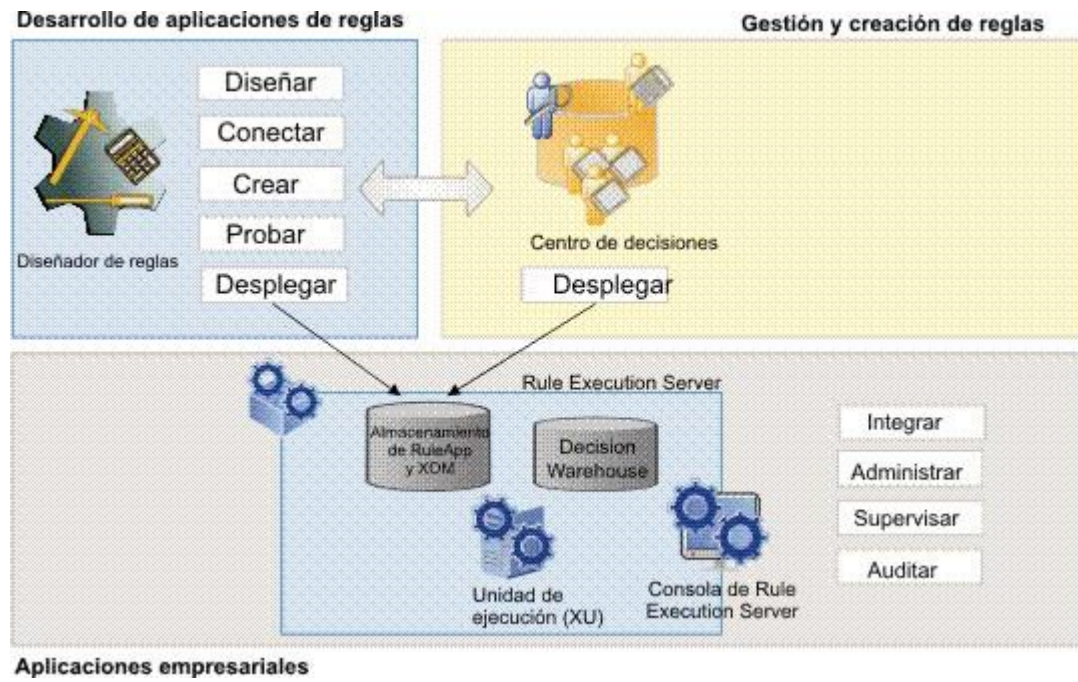 Desarrollo de aplicaciones de reglas
Gestión y creación de reglas
Diseñar
Conectar
Crear
Probar
Desplegar
Diseñador de reglas
Centro de decisiones
Desplegar
Rule Execution Server
Almacenamiento
de RuleApp
y XOM
Decision
Warehouse
Unidad de
ejecución (XU)
Consola de Rule
Execution Server
Integrar
Administrar
Supervisar
Auditar
Aplicaciones empresariales